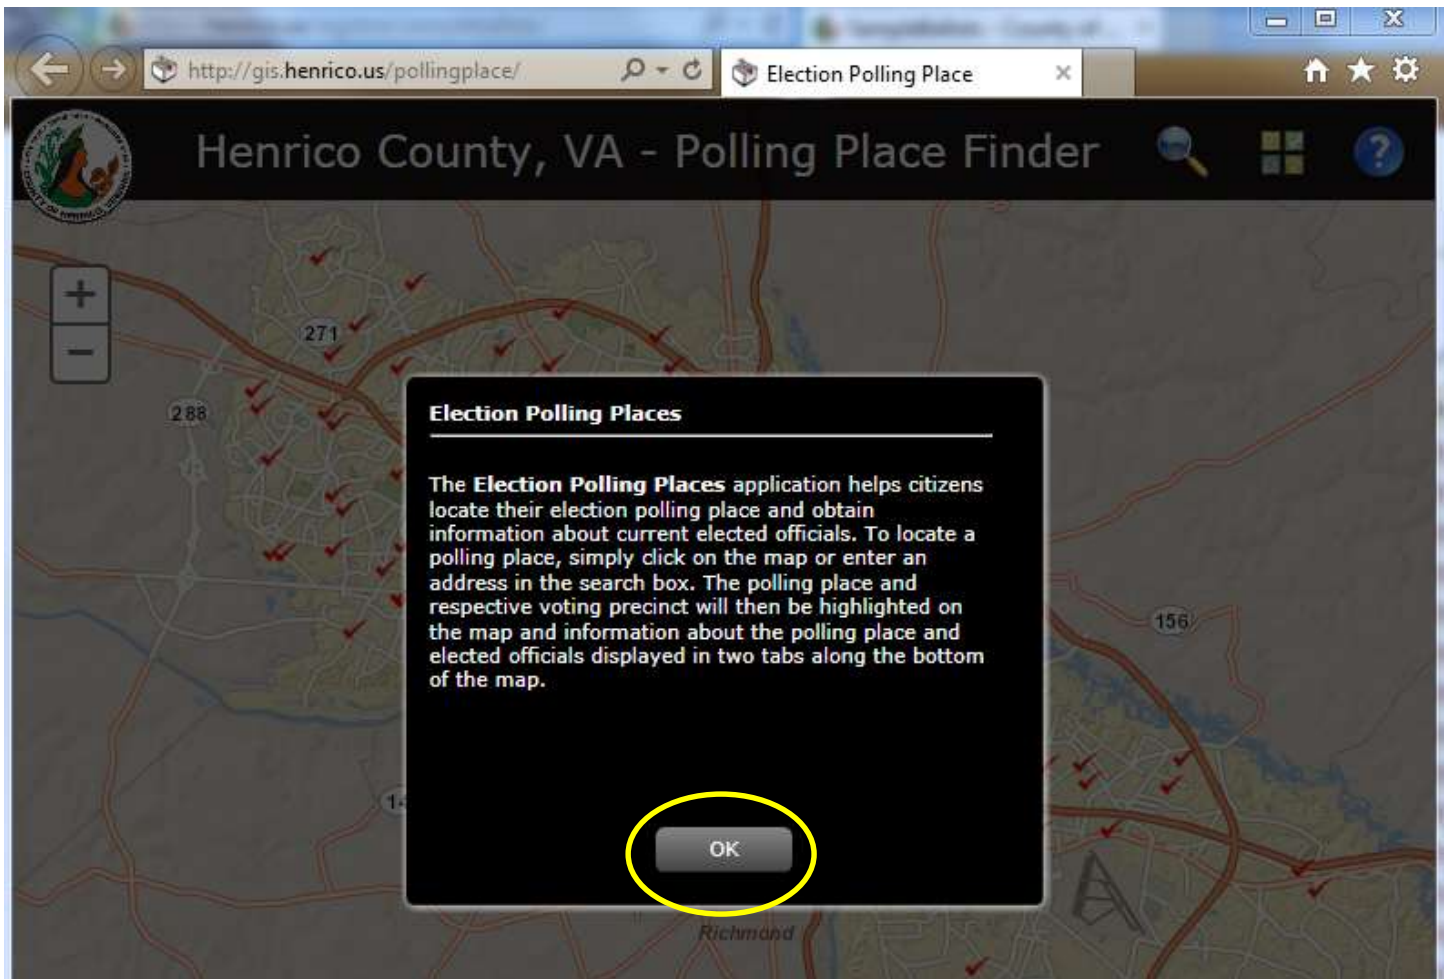 http://gis.henrico.us/pollingplace/
Election Polling Place
Henrico County, VA - Polling Place Finder
?
+
−
271
288
Election Polling Places
The Election Polling Places application helps citizens
locate their election polling place and obtain
information about current elected officials. To locate a
polling place, simply click on the map or enter an
address in the search box. The polling place and
respective voting precinct will then be highlighted on
the map and information about the polling place and
elected officials displayed in two tabs along the bottom
of the map.
156
OK
Richmond